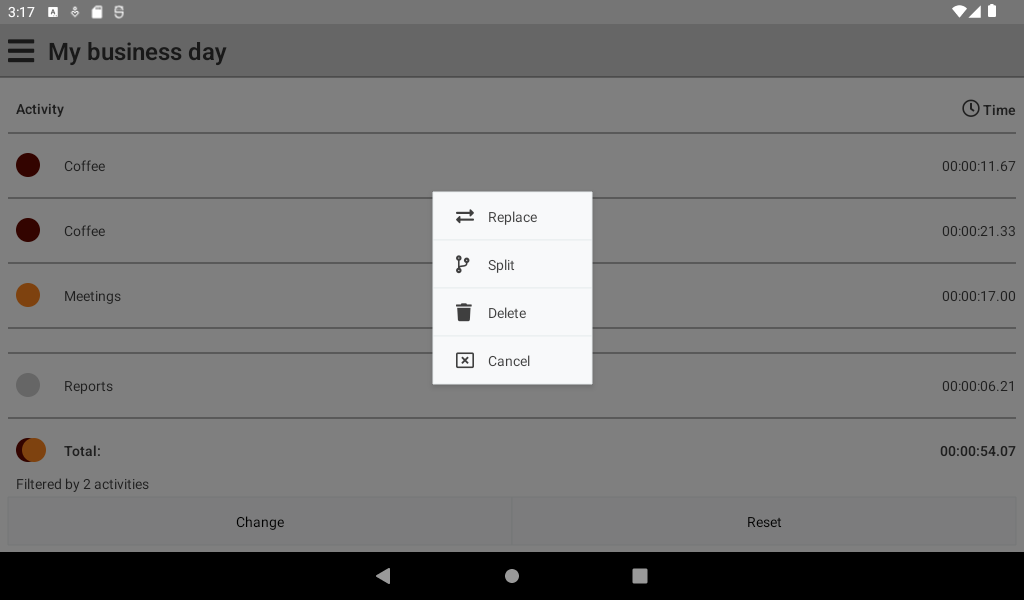 3:17
My business day
Activity
Time
Coffee
00:00:11.67
Coffee
00:00:21.33
Meetings
00:00:17.00
Reports
00:00:06.21
Total:
00:00:54.07
Filtered by 2 activities
Change
Reset
Replace
Split
Delete
Cancel